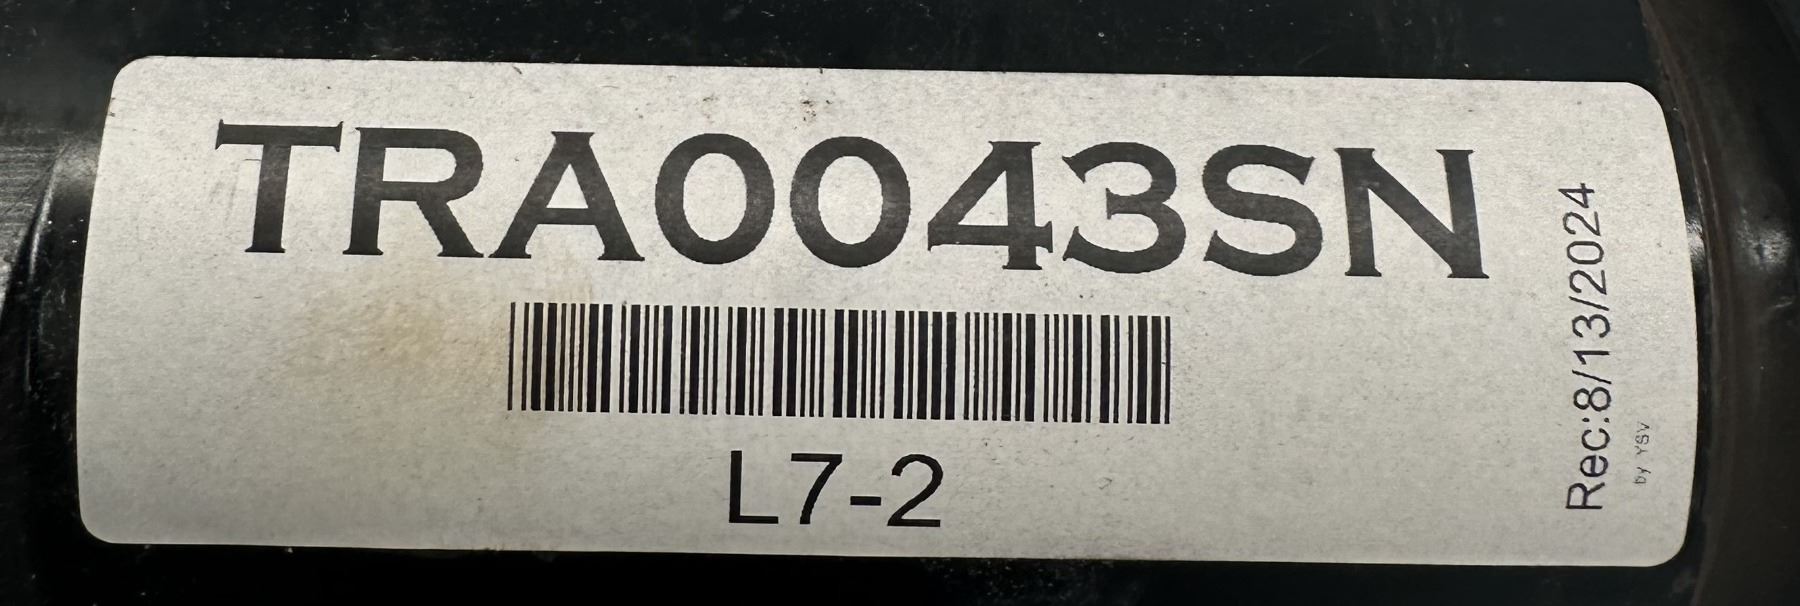 TRA0043SN
L7-2
Rec:8/13/2024
by YSV